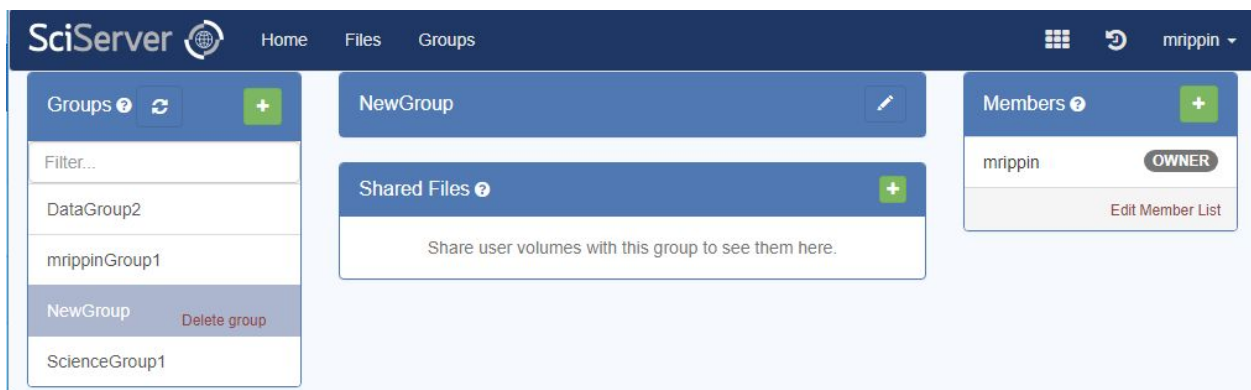 SciServer Home Files Groups mrippin
Groups
Filter...
DataGroup2
mrippinGroup1
NewGroup Delete group
ScienceGroup1
NewGroup
Shared Files
Share user volumes with this group to see them here.
Members
mrippin OWNER
Edit Member List